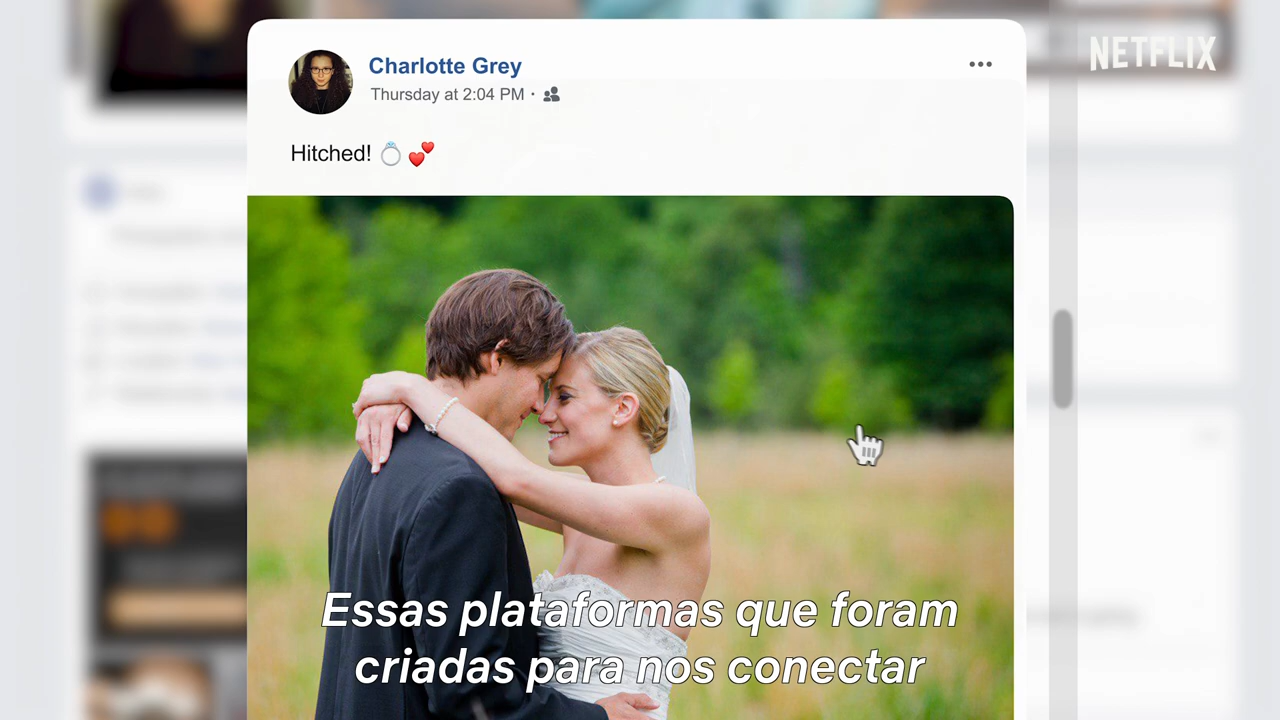 NETFLIX
Charlotte Grey
Thursday at 2:04 PM ·
Hitched! 💍 💕
Essas plataformas que foram
criadas para nos conectar